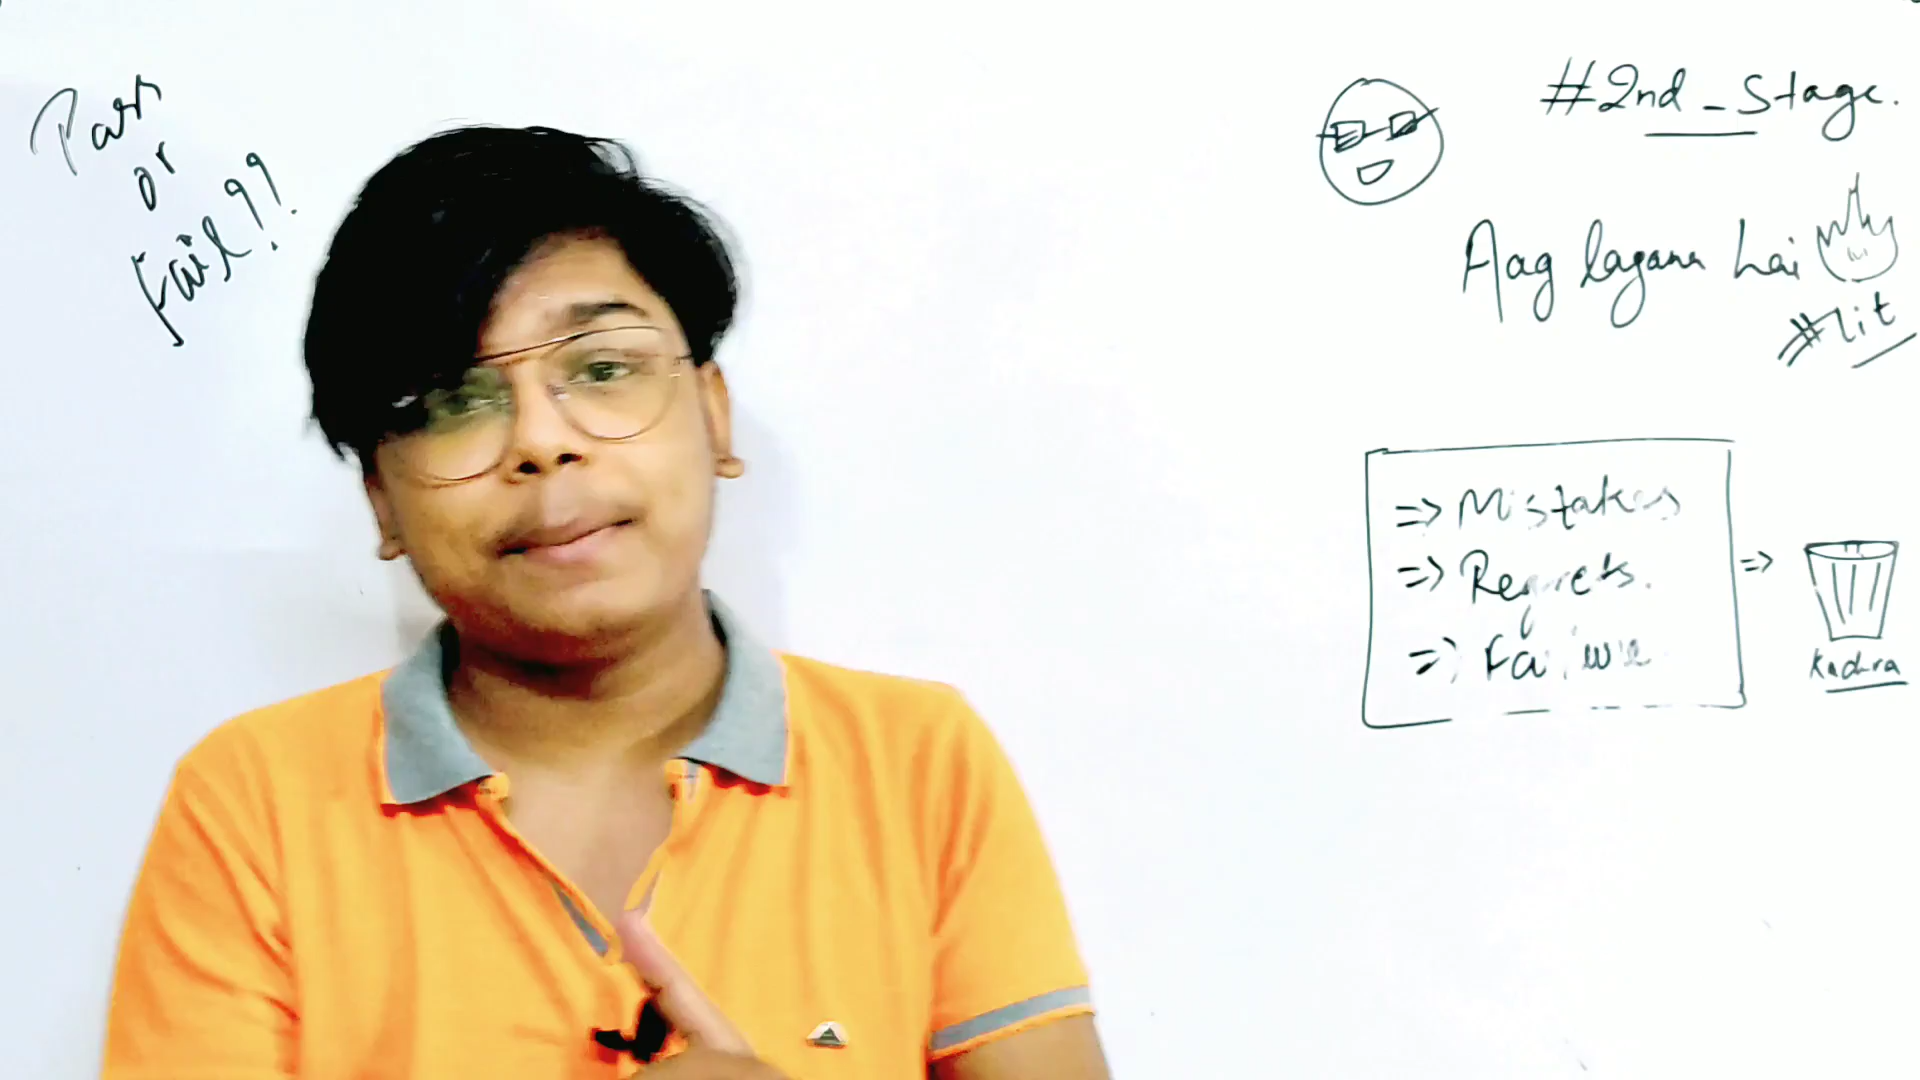 Pass
or
Fail??
#2nd_Stage.
Aag lagana hai
#lit
=> Mistakes
=> Regrets.
=> Failure
=>
Kachra